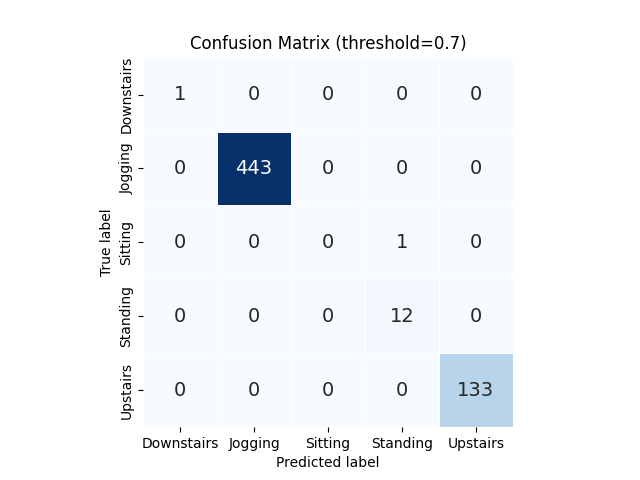 Confusion Matrix (threshold=0.7)
True label
Downstairs 1 0 0 0 0
Jogging 0 443 0 0 0
Sitting 0 0 0 1 0
Standing 0 0 0 12 0
Upstairs 0 0 0 0 133
Downstairs Jogging Sitting Standing Upstairs
Predicted label